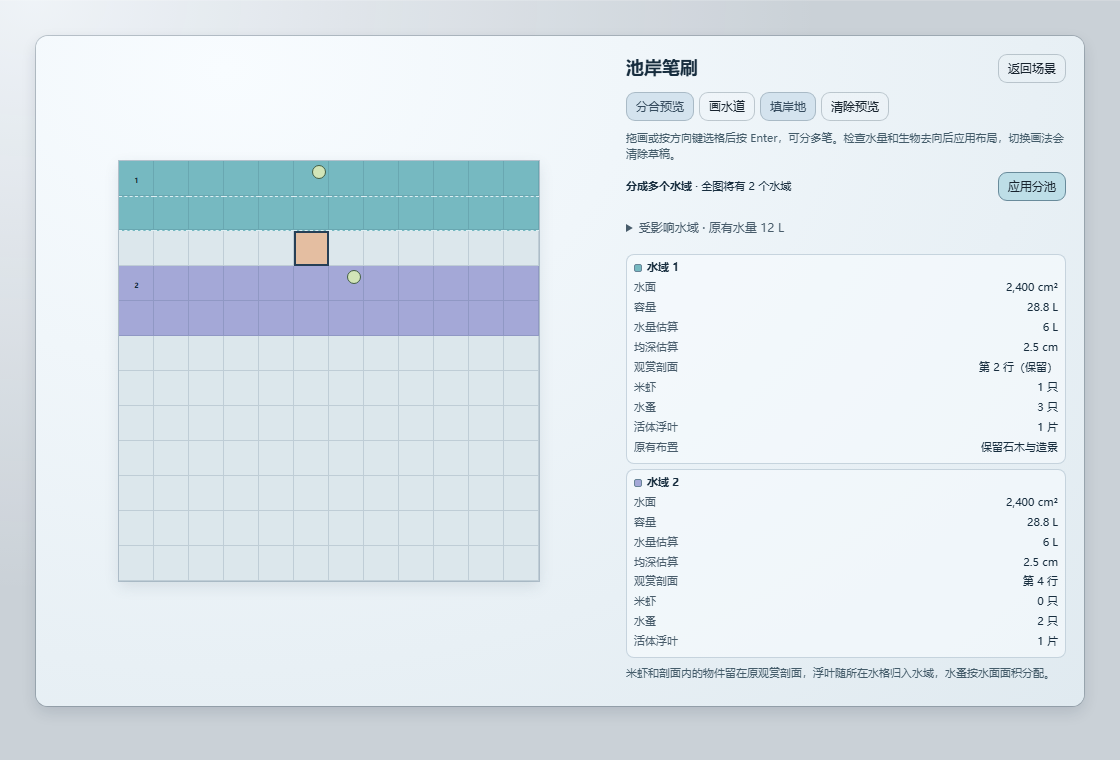 池岸笔刷
返回场景
分合预览 画水道 填岸地 清除预览
拖画或按方向键选格后按 Enter，可分多笔。检查水量和生物去向后应用布局，切换画法会
清除草稿。
分成多个水域 · 全图将有 2 个水域
应用分池
▶ 受影响水域 · 原有水量 12 L
1
2
水域 1
水面 2,400 cm²
容量 28.8 L
水量估算 6 L
均深估算 2.5 cm
观赏剖面 第 2 行（保留）
米虾 1 只
水蚤 3 只
活体浮叶 1 片
原有布置 保留石木与造景
水域 2
水面 2,400 cm²
容量 28.8 L
水量估算 6 L
均深估算 2.5 cm
观赏剖面 第 4 行
米虾 0 只
水蚤 2 只
活体浮叶 1 片
米虾和剖面内的物件留在原观赏剖面，浮叶随所在水格归入水域，水蚤按水面面积分配。